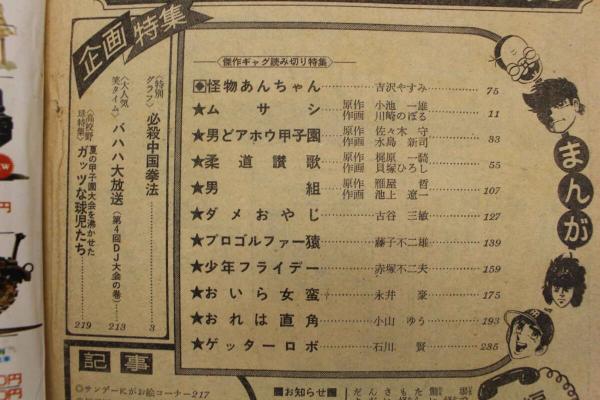 企画特集
〈特別グラフ〉必殺中国拳法 3
〈大人気笑タイム〉バハハ大放送(第4回DJ大会の巻) 213
〈高校野球特集〉夏の甲子園大会を沸かせたガッツな球児たち 219
〈傑作ギャグ読み切り特集〉
◆怪物あんちゃん 吉沢やすみ 75
★ムサシ 原作 小池一雄 作画 川崎のぼる 11
★男どアホウ甲子園 原作 佐々木守 作画 水島新司 33
★柔道讃歌 原作 梶原一騎 作画 貝塚ひろし 55
★男組 原作 雁屋哲 作画 池上遼一 107
★ダメおやじ 古谷三敏 127
★プロゴルファー猿 藤子不二雄 139
★少年フライデー 赤塚不二夫 159
★おいら女蛮 永井豪 175
★おれは直角 小山ゆう 193
★ゲッターロボ 石川賢 235
まんが
記事
◎サンデーにがお絵コーナー217
■お知らせ■